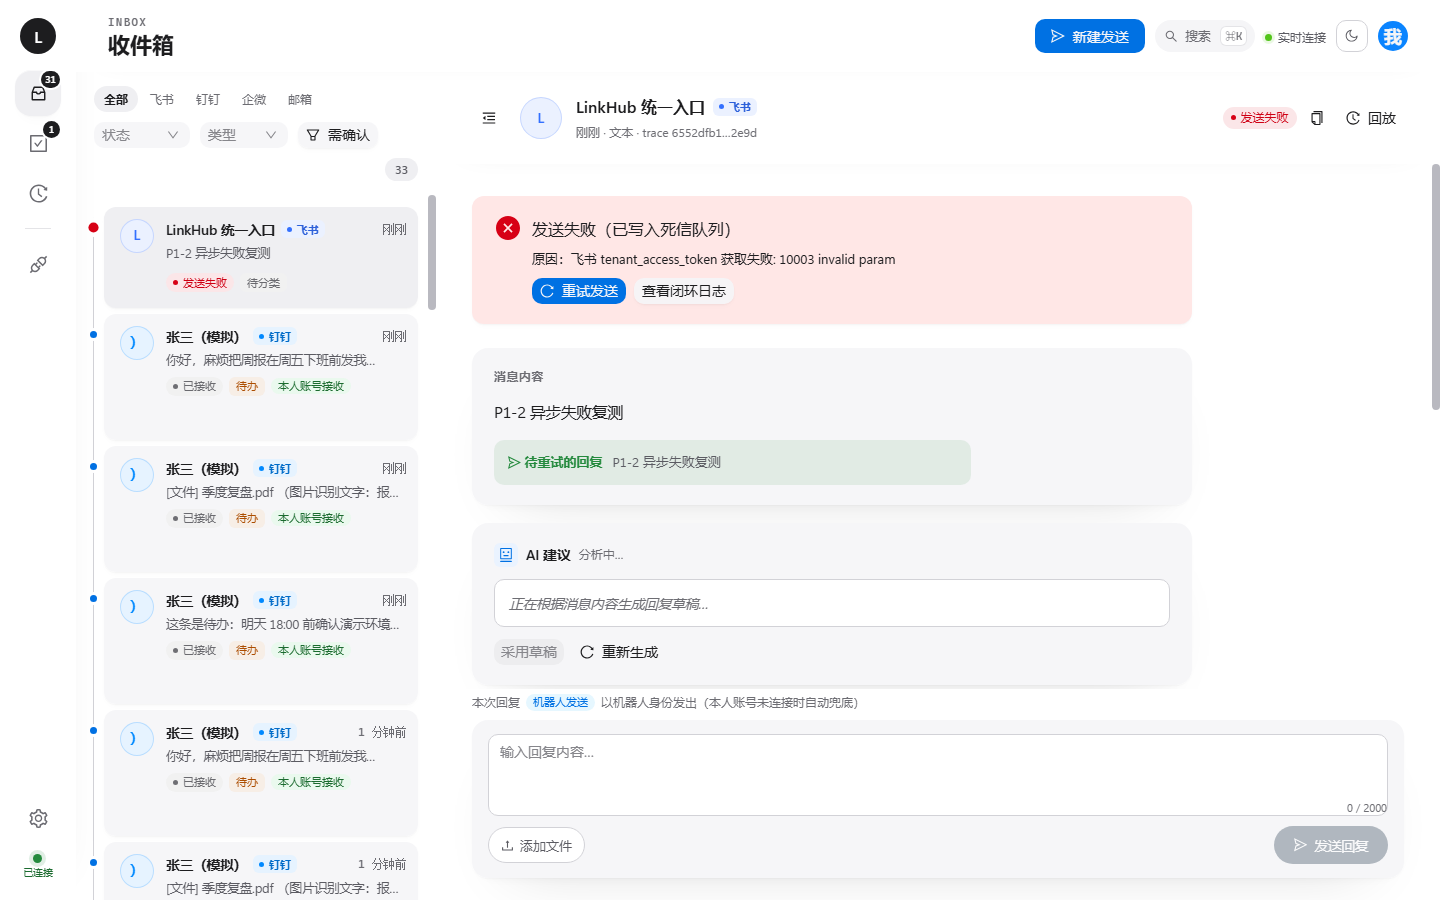 L
31
1
已连接
INBOX
收件箱
新建发送
搜索
⌘K
实时连接
我
全部 飞书 钉钉 企微 邮箱
状态 类型 需确认
33
L
LinkHub 统一入口 飞书 刚刚
P1-2 异步失败复测
发送失败 待分类
)
张三（模拟） 钉钉 刚刚
你好，麻烦把周报在周五下班前发我...
已接收 待办 本人账号接收
)
张三（模拟） 钉钉 刚刚
[文件] 季度复盘.pdf （图片识别文字：报...
已接收 待办 本人账号接收
)
张三（模拟） 钉钉 刚刚
这条是待办：明天 18:00 前确认演示环境...
已接收 待办 本人账号接收
)
张三（模拟） 钉钉 1 分钟前
你好，麻烦把周报在周五下班前发我...
已接收 待办 本人账号接收
)
张三（模拟） 钉钉 1 分钟前
[文件] 季度复盘.pdf （图片识别文字：报...
L
LinkHub 统一入口 飞书
刚刚 · 文本 · trace 6552dfb1...2e9d
发送失败
回放
发送失败（已写入死信队列）
原因：飞书 tenant_access_token 获取失败: 10003 invalid param
重试发送 查看闭环日志
消息内容
P1-2 异步失败复测
待重试的回复 P1-2 异步失败复测
AI 建议 分析中...
正在根据消息内容生成回复草稿...
采用草稿 重新生成
本次回复 机器人发送 以机器人身份发出（本人账号未连接时自动兜底）
输入回复内容...
0 / 2000
添加文件
发送回复